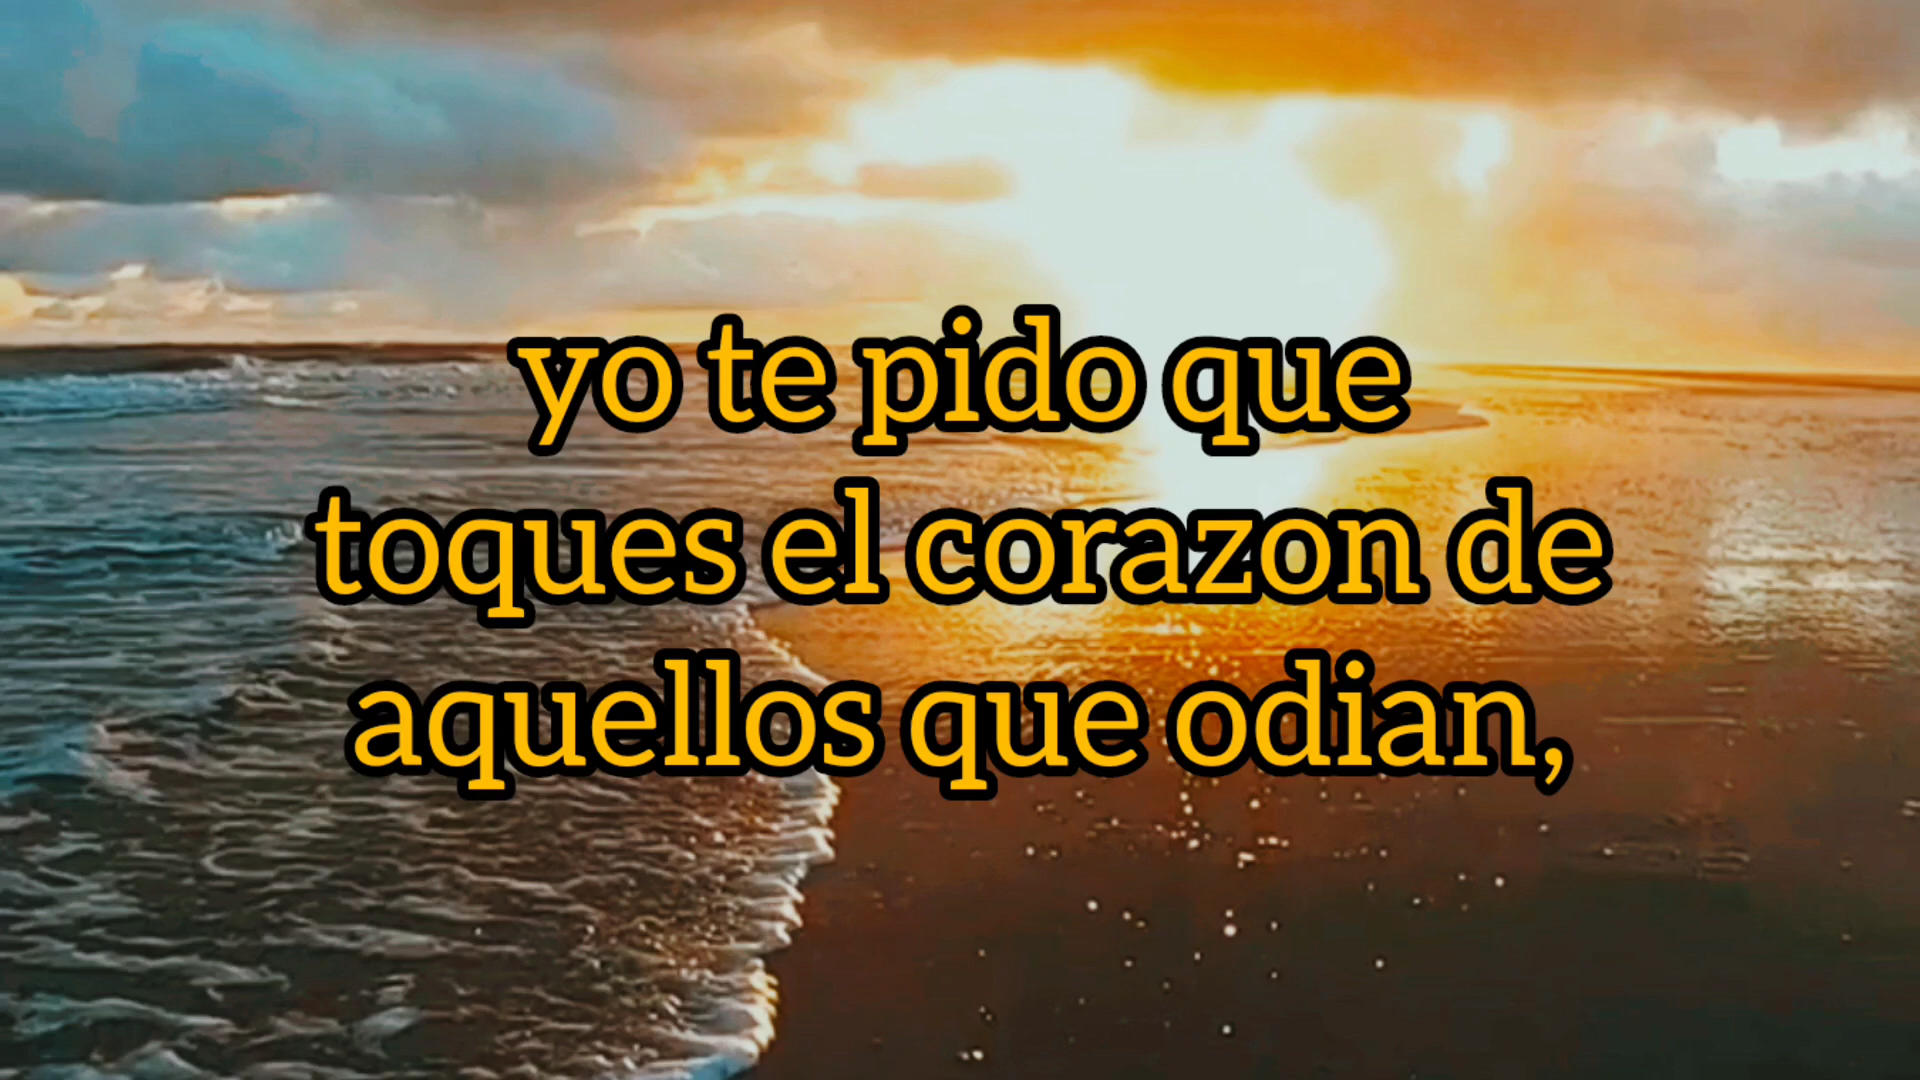 yo te pido que
toques el corazon de
aquellos que odian,